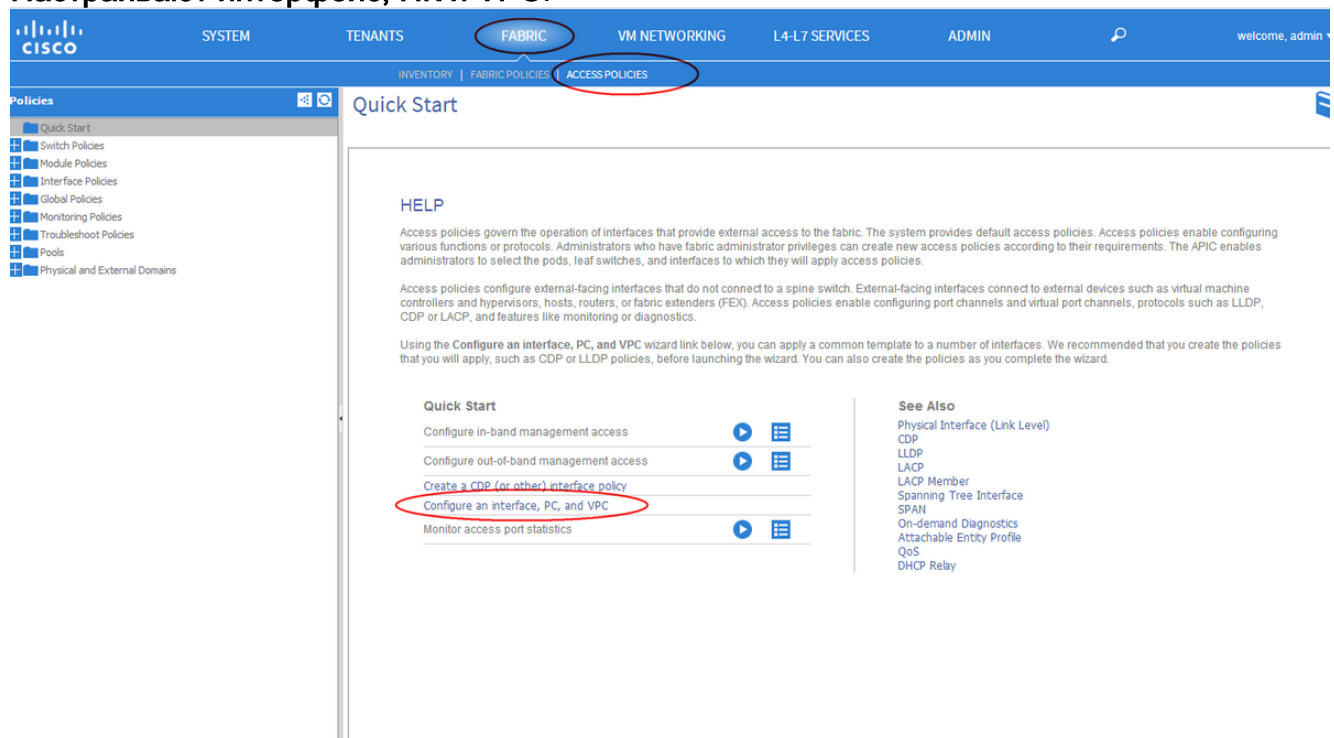 Настраивают интерфейс, ПК и VPC.
CISCO
SYSTEM
TENANTS
FABRIC
VM NETWORKING
L4-L7 SERVICES
ADMIN
welcome, admin
INVENTORY | FABRIC POLICIES | ACCESS POLICIES
Policies
Quick Start
Switch Policies
Module Policies
Interface Policies
Global Policies
Monitoring Policies
Troubleshoot Policies
Pools
Physical and External Domains
Quick Start
HELP
Access policies govern the operation of interfaces that provide external access to the fabric. The system provides default access policies. Access policies enable configuring
various functions or protocols. Administrators who have fabric administrator privileges can create new access policies according to their requirements. The APIC enables
administrators to select the pods, leaf switches, and interfaces to which they will apply access policies.
Access policies configure external-facing interfaces that do not connect to a spine switch. External-facing interfaces connect to external devices such as virtual machine
controllers and hypervisors, hosts, routers, or fabric extenders (FEX). Access policies enable configuring port channels and virtual port channels, protocols such as LLDP,
CDP or LACP, and features like monitoring or diagnostics.
Using the Configure an interface, PC, and VPC wizard link below, you can apply a common template to a number of interfaces. We recommended that you create the policies
that you will apply, such as CDP or LLDP policies, before launching the wizard. You can also create the policies as you complete the wizard.
Quick Start
Configure in-band management access
Configure out-of-band management access
Create a CDP (or other) interface policy
Configure an interface, PC, and VPC
Monitor access port statistics
See Also
Physical Interface (Link Level)
CDP
LLDP
LACP
LACP Member
Spanning Tree Interface
SPAN
On-demand Diagnostics
Attachable Entity Profile
QoS
DHCP Relay